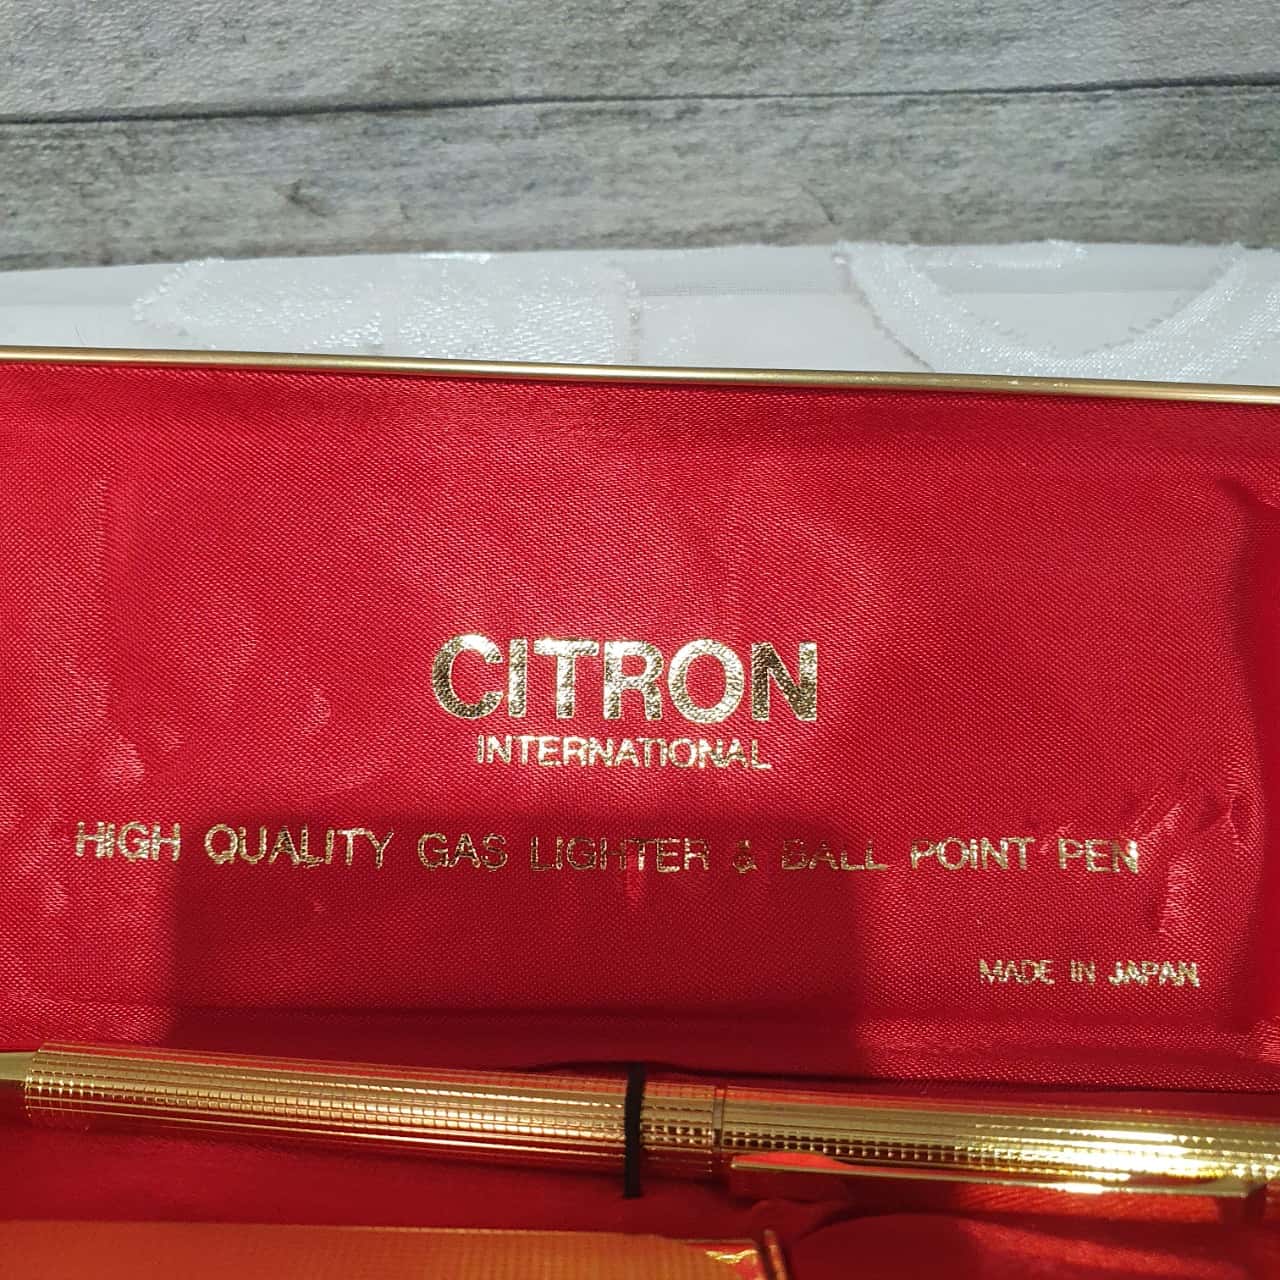 CITRON
INTERNATIONAL
HIGH QUALITY GAS LIGHTER & BALL POINT PEN
MADE IN JAPAN